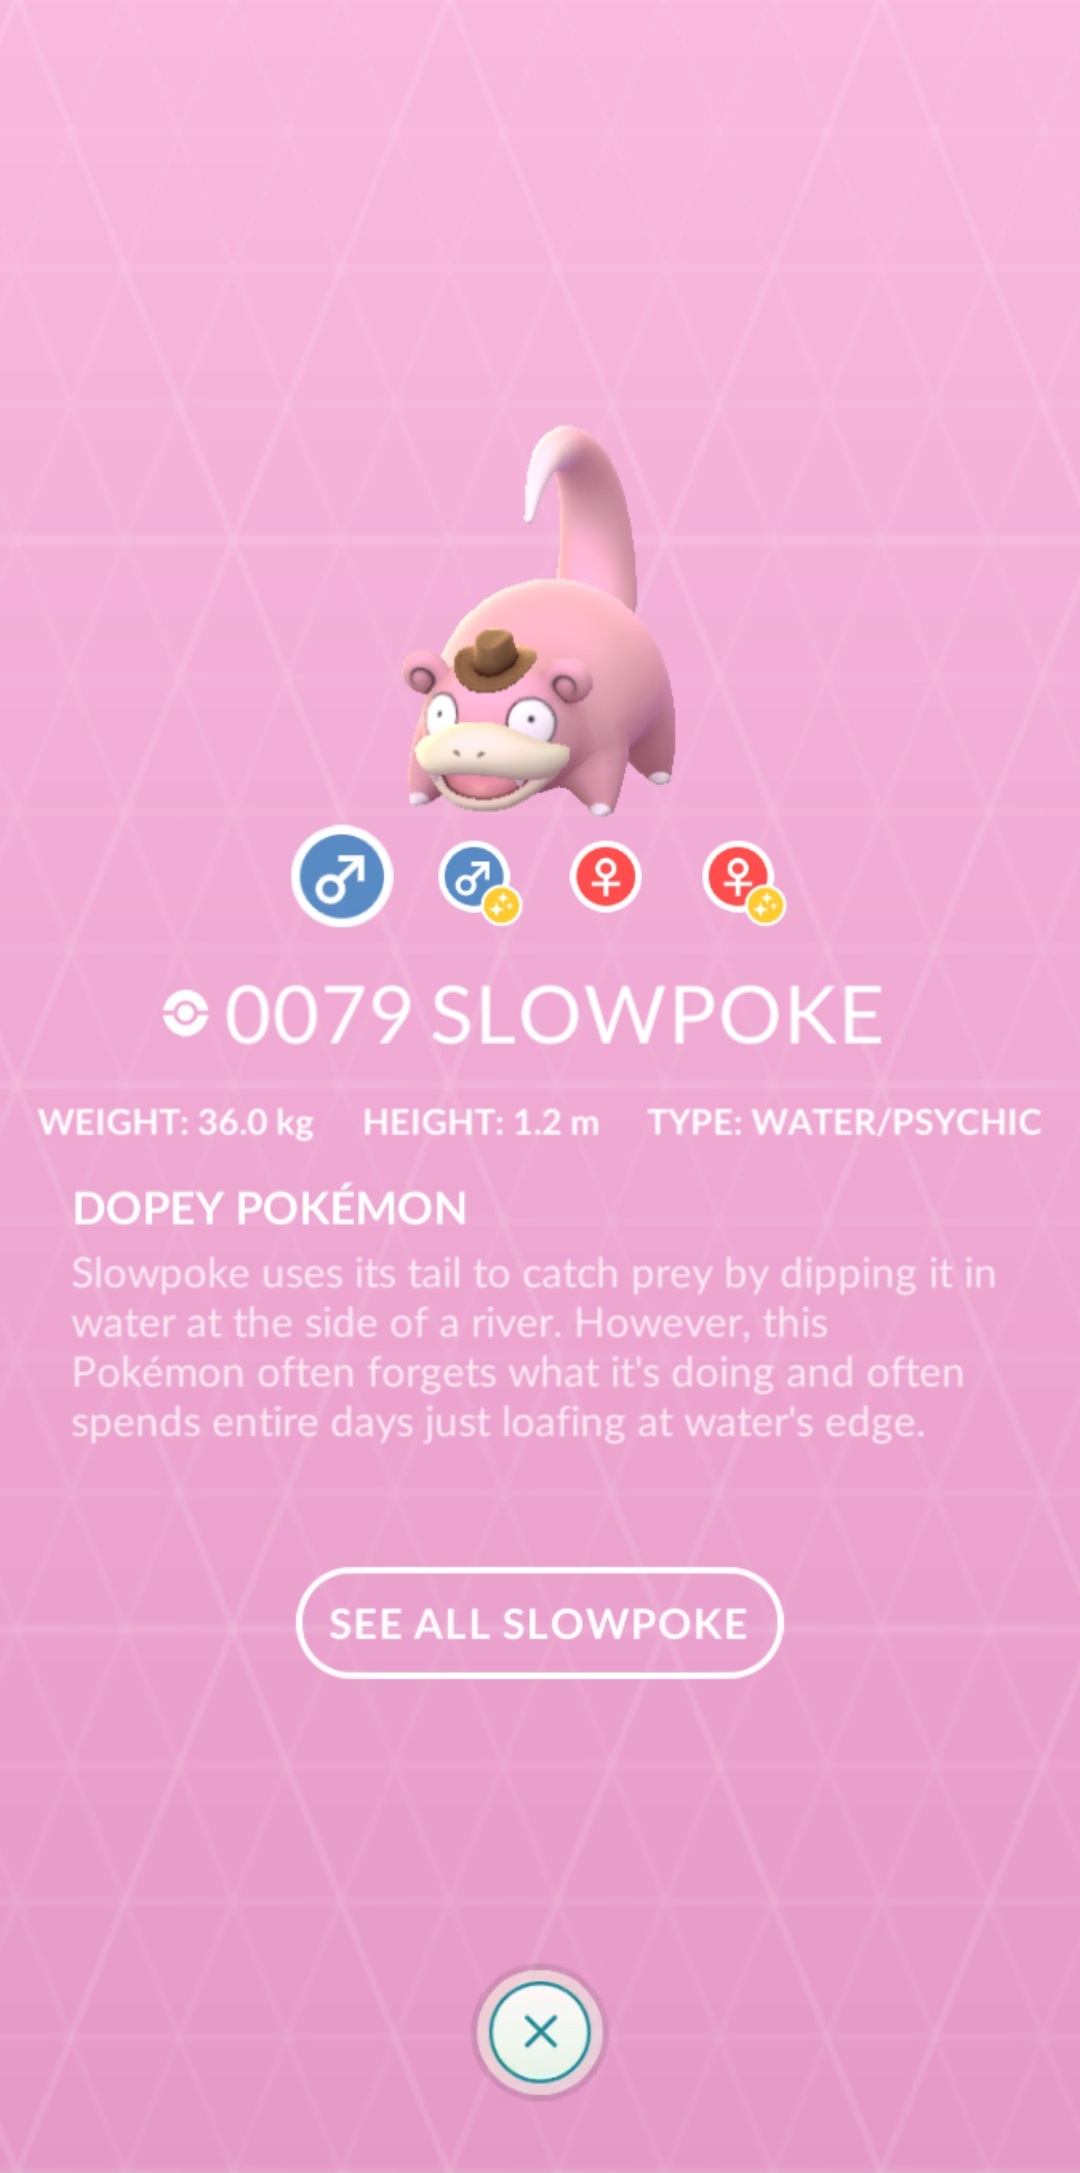 0079 SLOWPOKE
WEIGHT: 36.0 kg HEIGHT: 1.2 m TYPE: WATER/PSYCHIC
DOPEY POKÉMON
Slowpoke uses its tail to catch prey by dipping it in
water at the side of a river. However, this
Pokémon often forgets what it's doing and often
spends entire days just loafing at water's edge.
SEE ALL SLOWPOKE